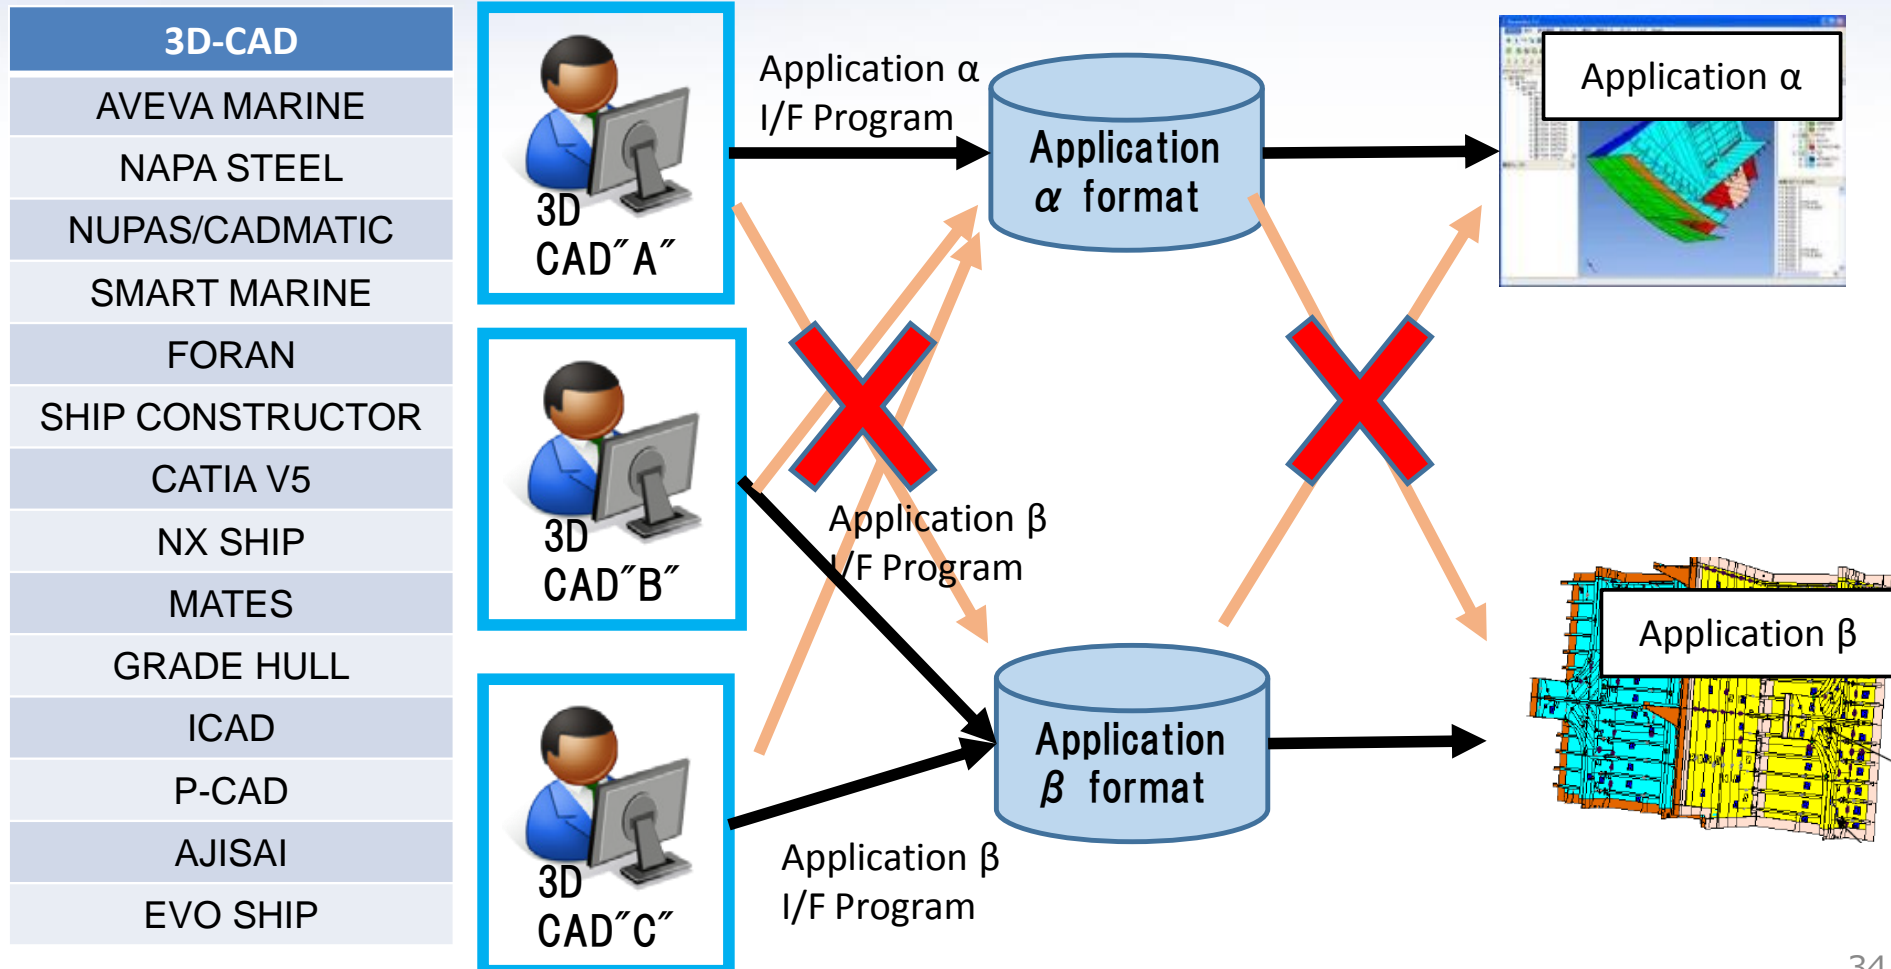 3D-CAD
AVEVA MARINE
NAPA STEEL
NUPAS/CADMATIC
SMART MARINE
FORAN
SHIP CONSTRUCTOR
CATIA V5
NX SHIP
MATES
GRADE HULL
ICAD
P-CAD
AJISAI
EVO SHIP
3D
CAD"A"
3D
CAD"B"
3D
CAD"C"
Application α
I/F Program
Application β
I/F Program
Application β
I/F Program
Application
α format
Application
β format
Application α
Application β
34